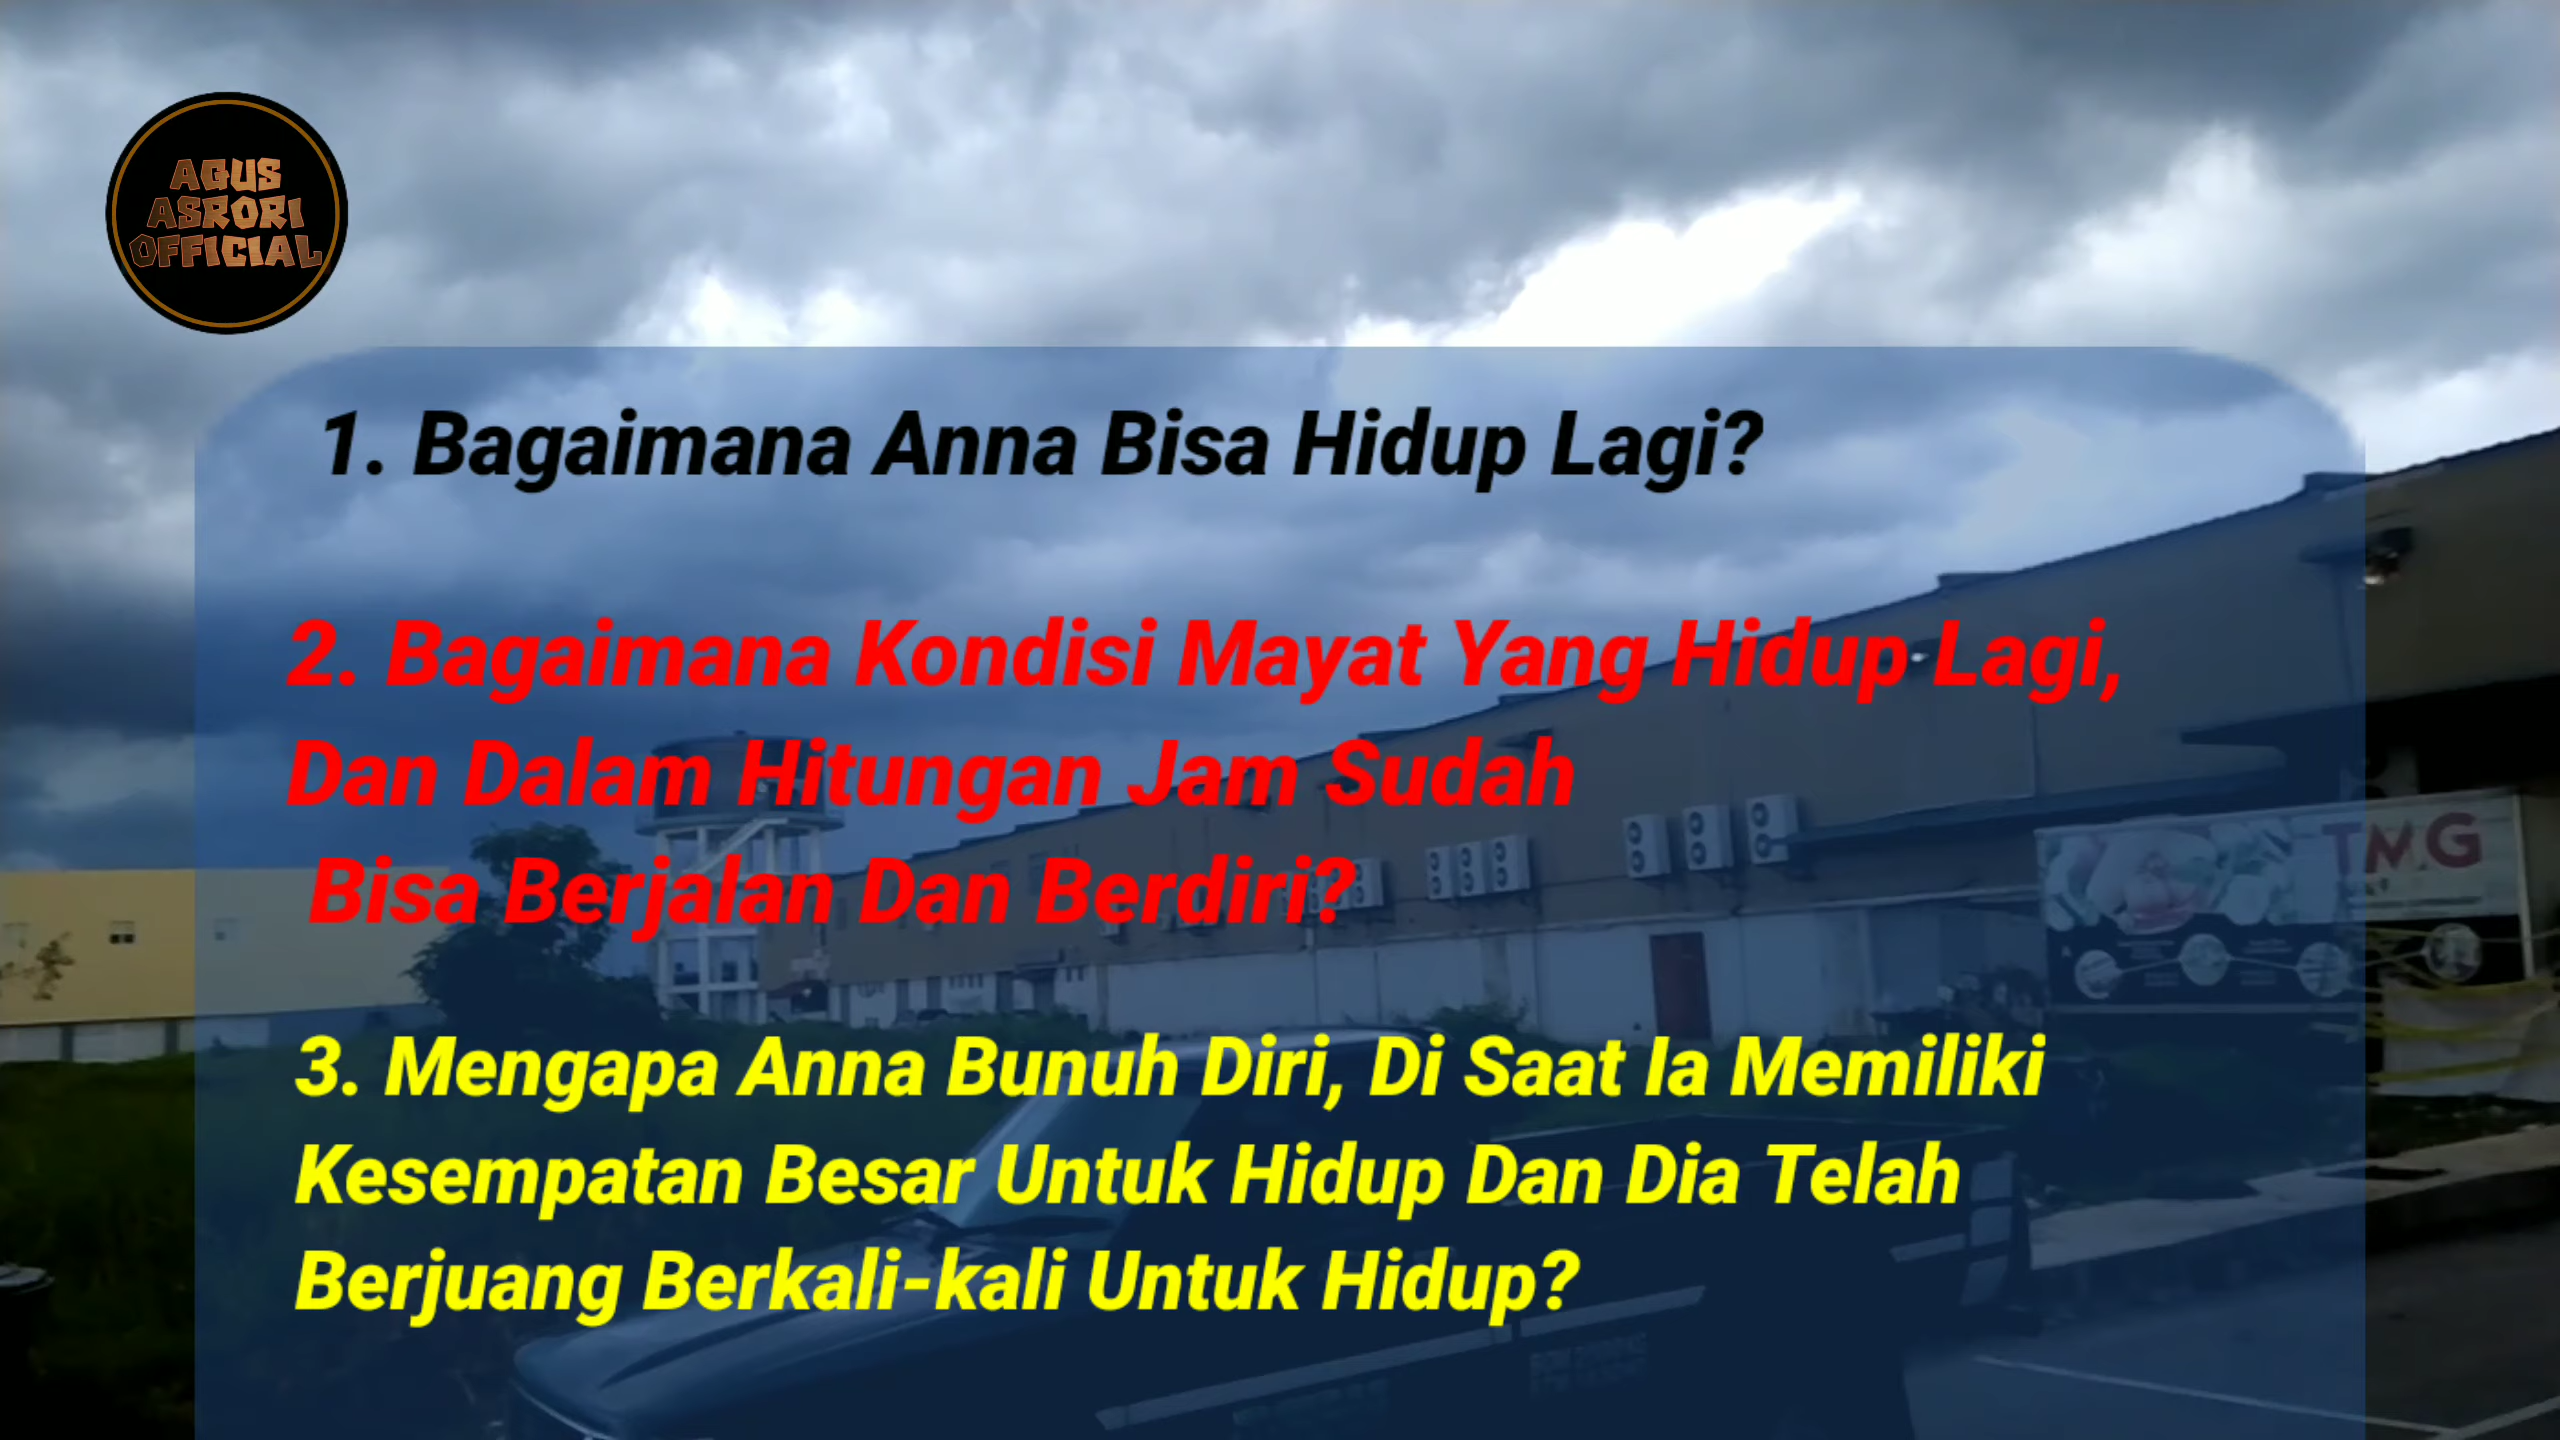 AGUS
ASRORI
OFFICIAL
1. Bagaimana Anna Bisa Hidup Lagi?
2. Bagaimana Kondisi Mayat Yang Hidup Lagi,
Dan Dalam Hitungan Jam Sudah
Bisa Berjalan Dan Berdiri?
TMG
3. Mengapa Anna Bunuh Diri, Di Saat Ia Memiliki
Kesempatan Besar Untuk Hidup Dan Dia Telah
Berjuang Berkali-kali Untuk Hidup?